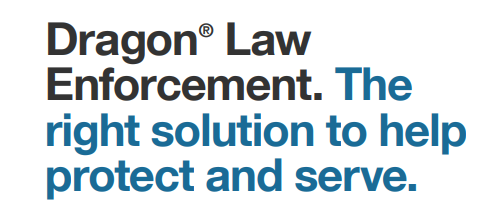 Dragon® Law
Enforcement. The
right solution to help
protect and serve.